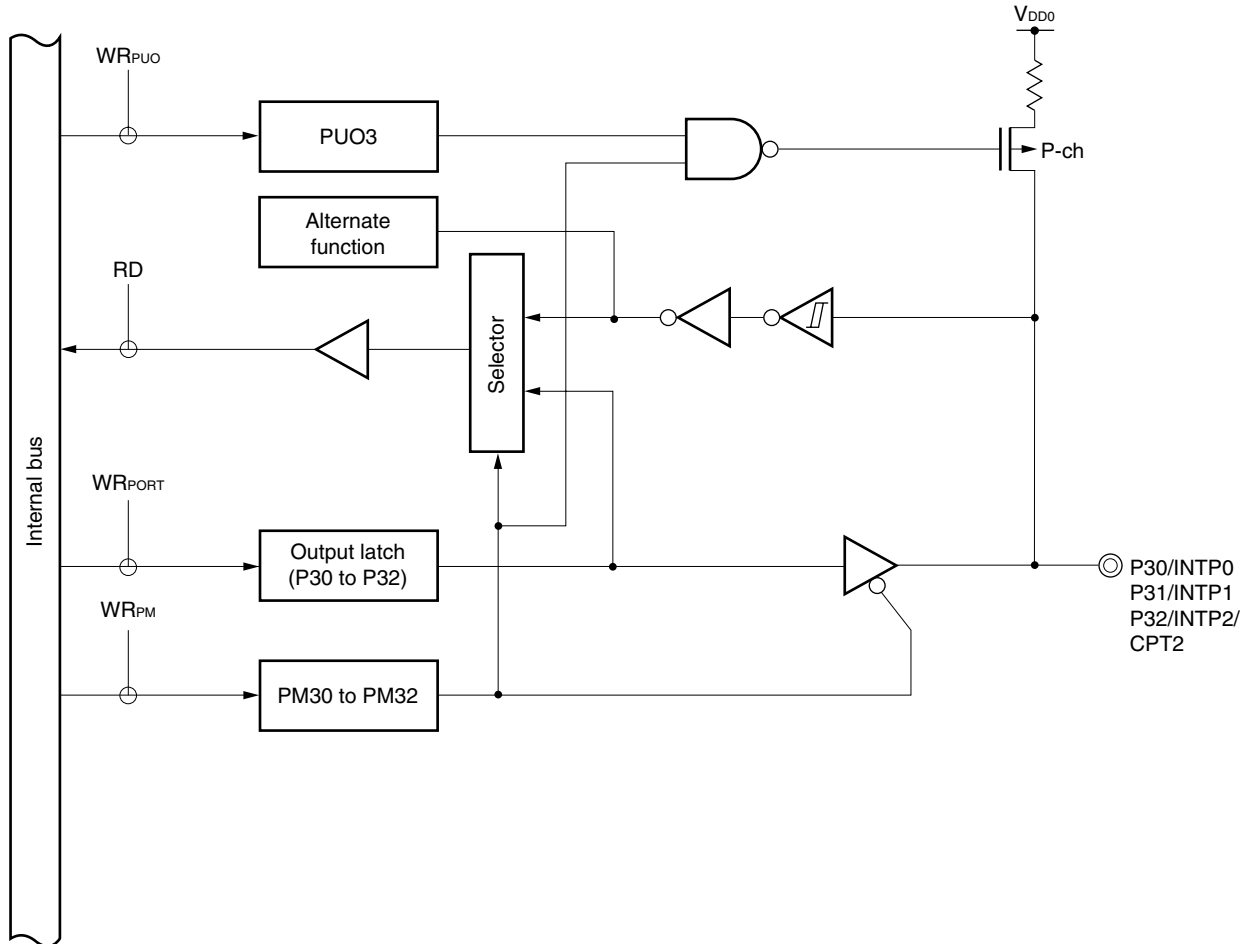 VDD0
WRPUO
PUO3
P-ch
Alternate
function
RD
Selector
Internal bus
WRPORT
Output latch
(P30 to P32)
P30/INTP0
P31/INTP1
P32/INTP2/
CPT2
WRPM
PM30 to PM32